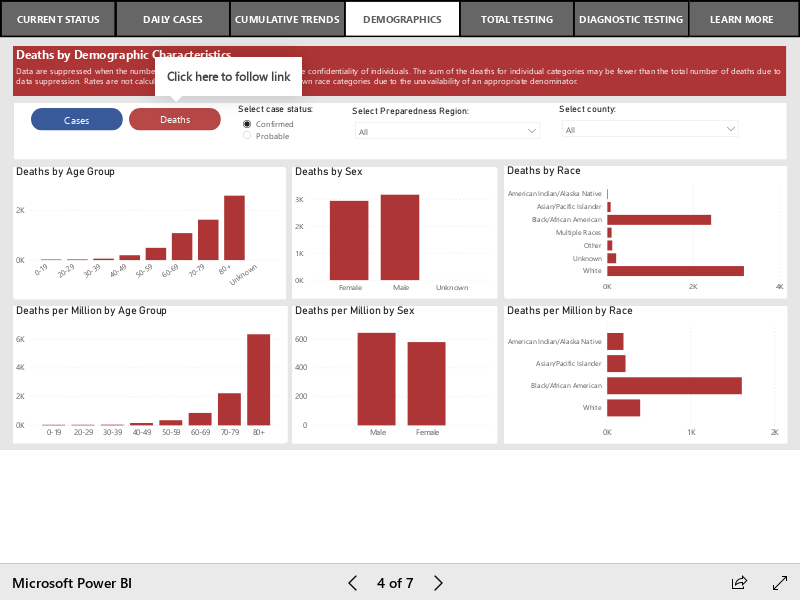 CURRENT STATUS
DAILY CASES
CUMULATIVE TRENDS
DEMOGRAPHICS
TOTAL TESTING
DIAGNOSTIC TESTING
LEARN MORE
Deaths by Demographic Characteristics
Data are suppressed when the numbe
e confidentiality of individuals. The sum of the deaths for individual categories may be fewer than the total number of deaths due to
data suppression. Rates are not calcul
wn race categories due to the unavailability of an appropriate denominator.
Click here to follow link
Cases
Deaths
Select case status:
Confirmed
Probable
Select Preparedness Region:
All
Select county:
All
Deaths by Age Group
2K
0K
0-19
20-29
30-39
40-49
50-59
60-69
70-79
80+
Unknown
Deaths by Sex
3K
2K
1K
0K
Female
Male
Unknown
Deaths by Race
American Indian/Alaska Native
Asian/Pacific Islander
Black/African American
Multiple Races
Other
Unknown
White
0K
2K
4K
Deaths per Million by Age Group
6K
4K
2K
0K
0-19
20-29
30-39
40-49
50-59
60-69
70-79
80+
Deaths per Million by Sex
600
400
200
0
Male
Female
Deaths per Million by Race
American Indian/Alaska Native
Asian/Pacific Islander
Black/African American
White
0K
1K
2K
Microsoft Power BI
4 of 7